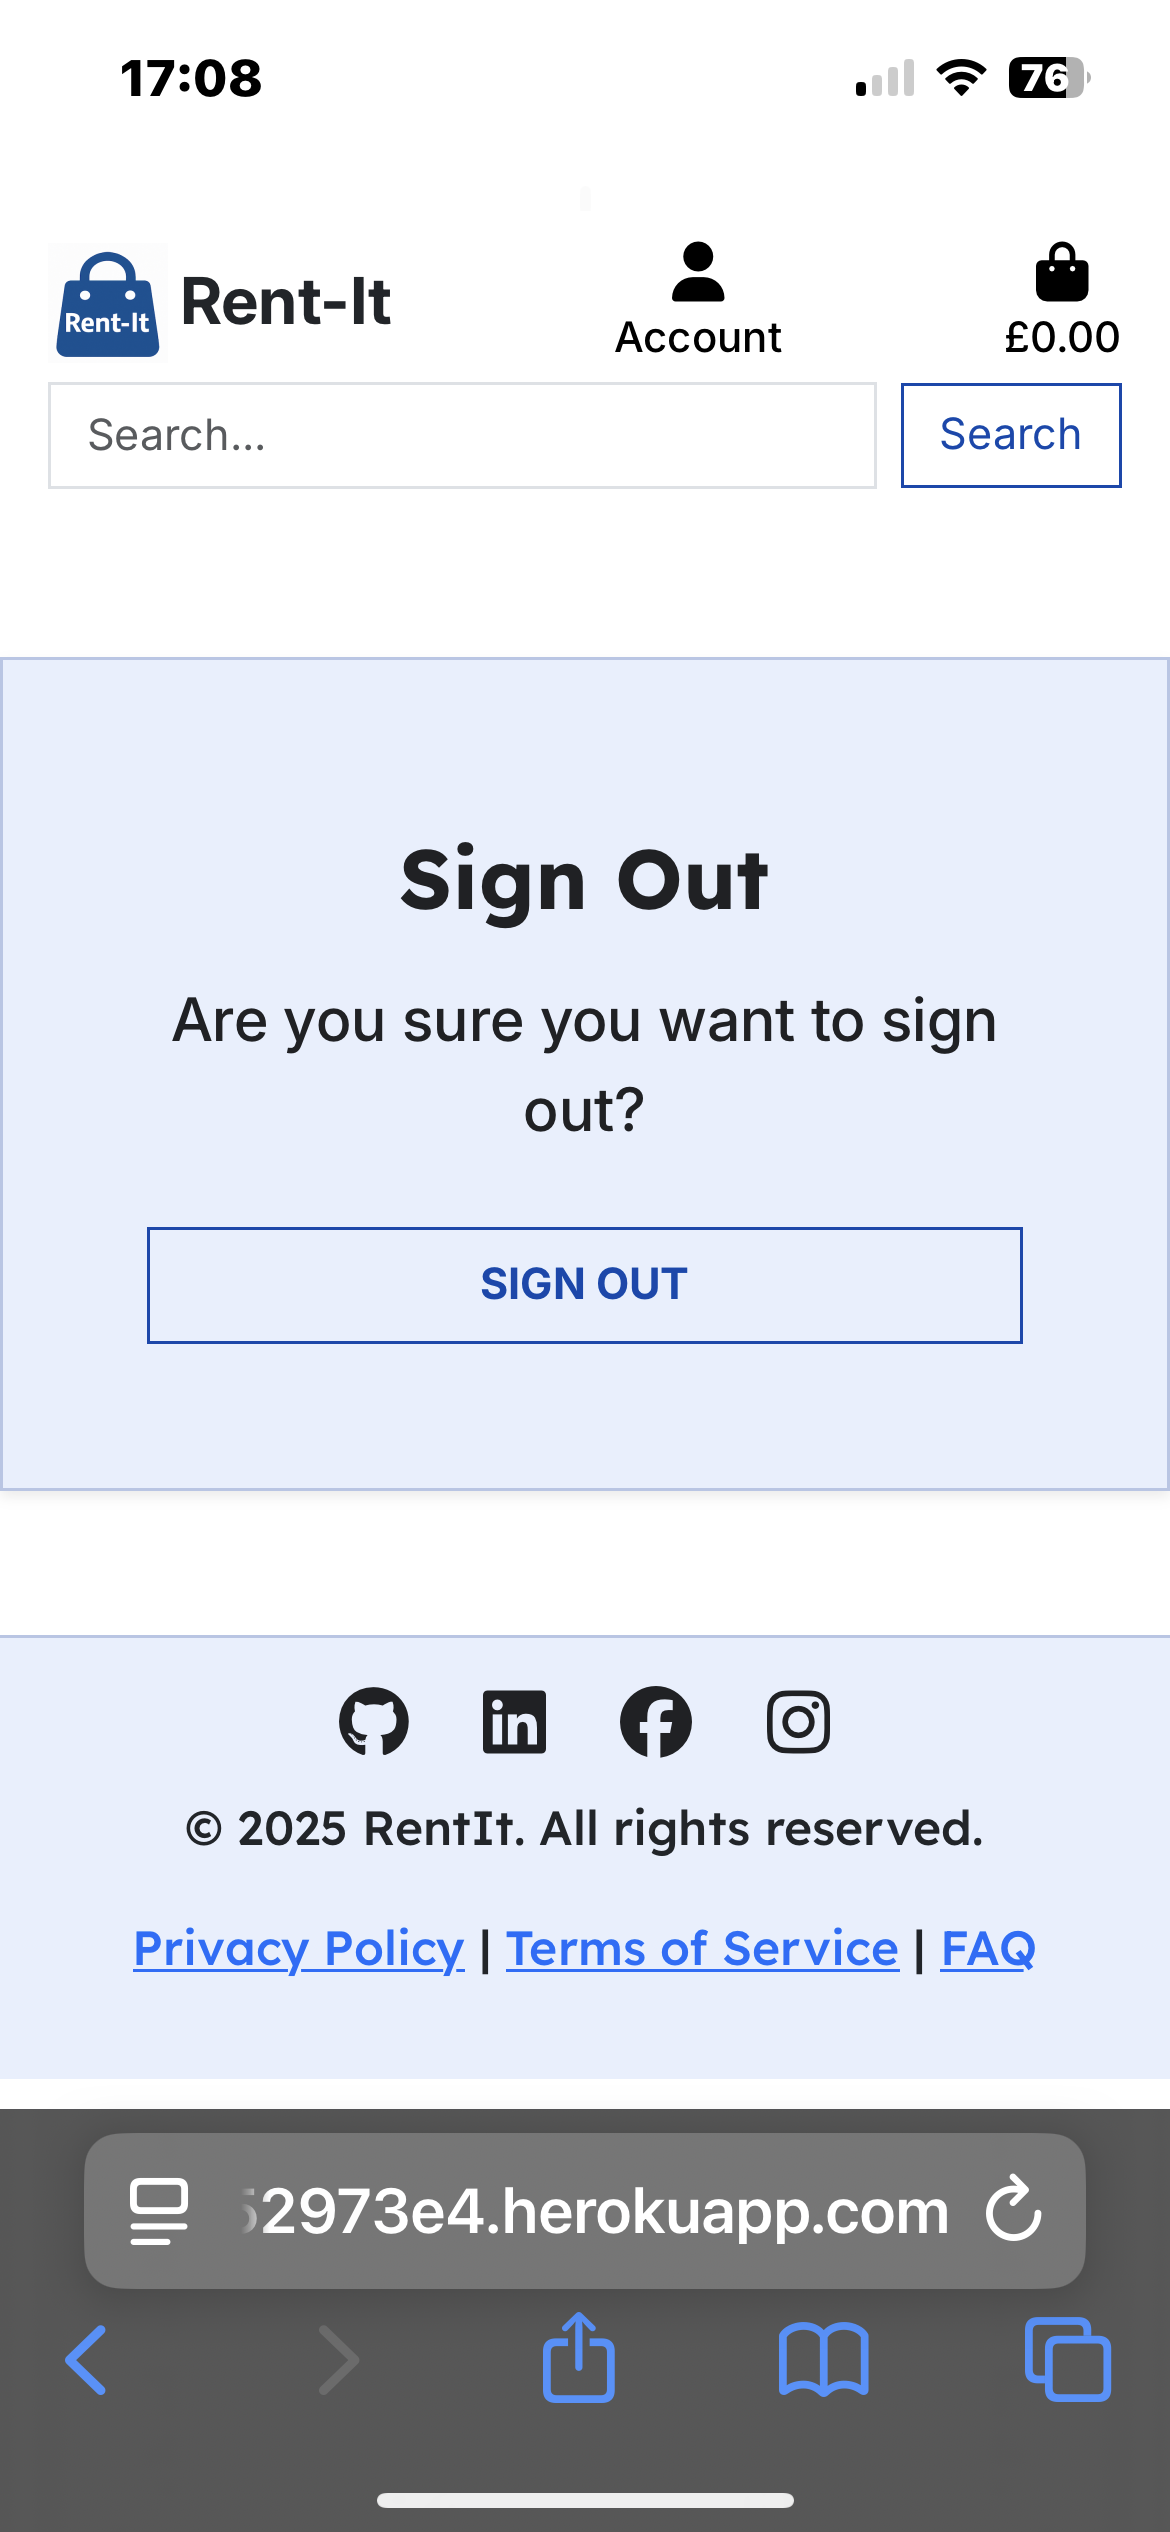 17:08
76
Rent-It
Rent-It
Account
£0.00
Search...
Search
Sign Out
Are you sure you want to sign
out?
SIGN OUT
© 2025 RentIt. All rights reserved.
Privacy Policy | Terms of Service | FAQ
2973e4.herokuapp.com